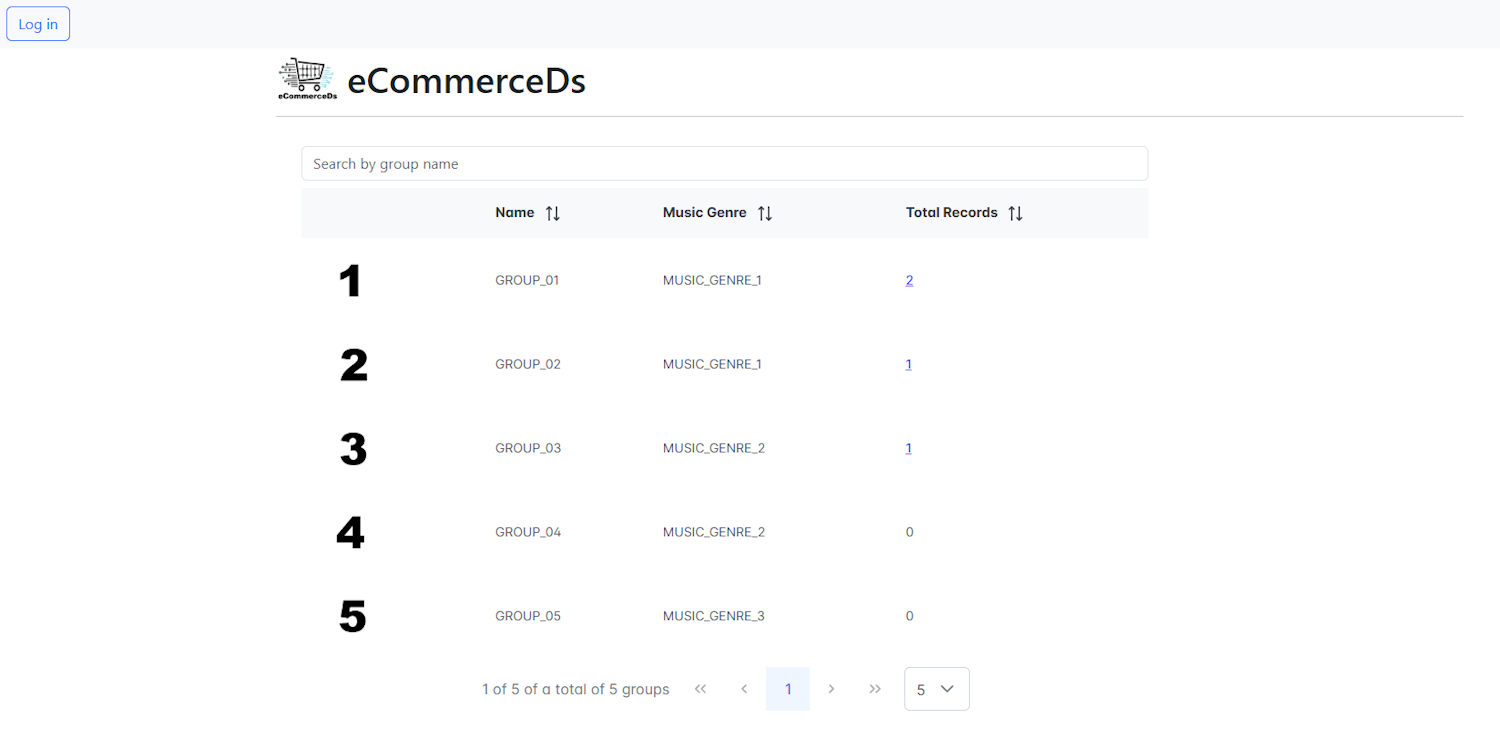 Log in
eCommerceDs
eCommerceDs
Search by group name
Name Music Genre Total Records
1 GROUP_01 MUSIC_GENRE_1 2
2 GROUP_02 MUSIC_GENRE_1 1
3 GROUP_03 MUSIC_GENRE_2 1
4 GROUP_04 MUSIC_GENRE_2 0
5 GROUP_05 MUSIC_GENRE_3 0
1 of 5 of a total of 5 groups « ‹ 1 › » 5